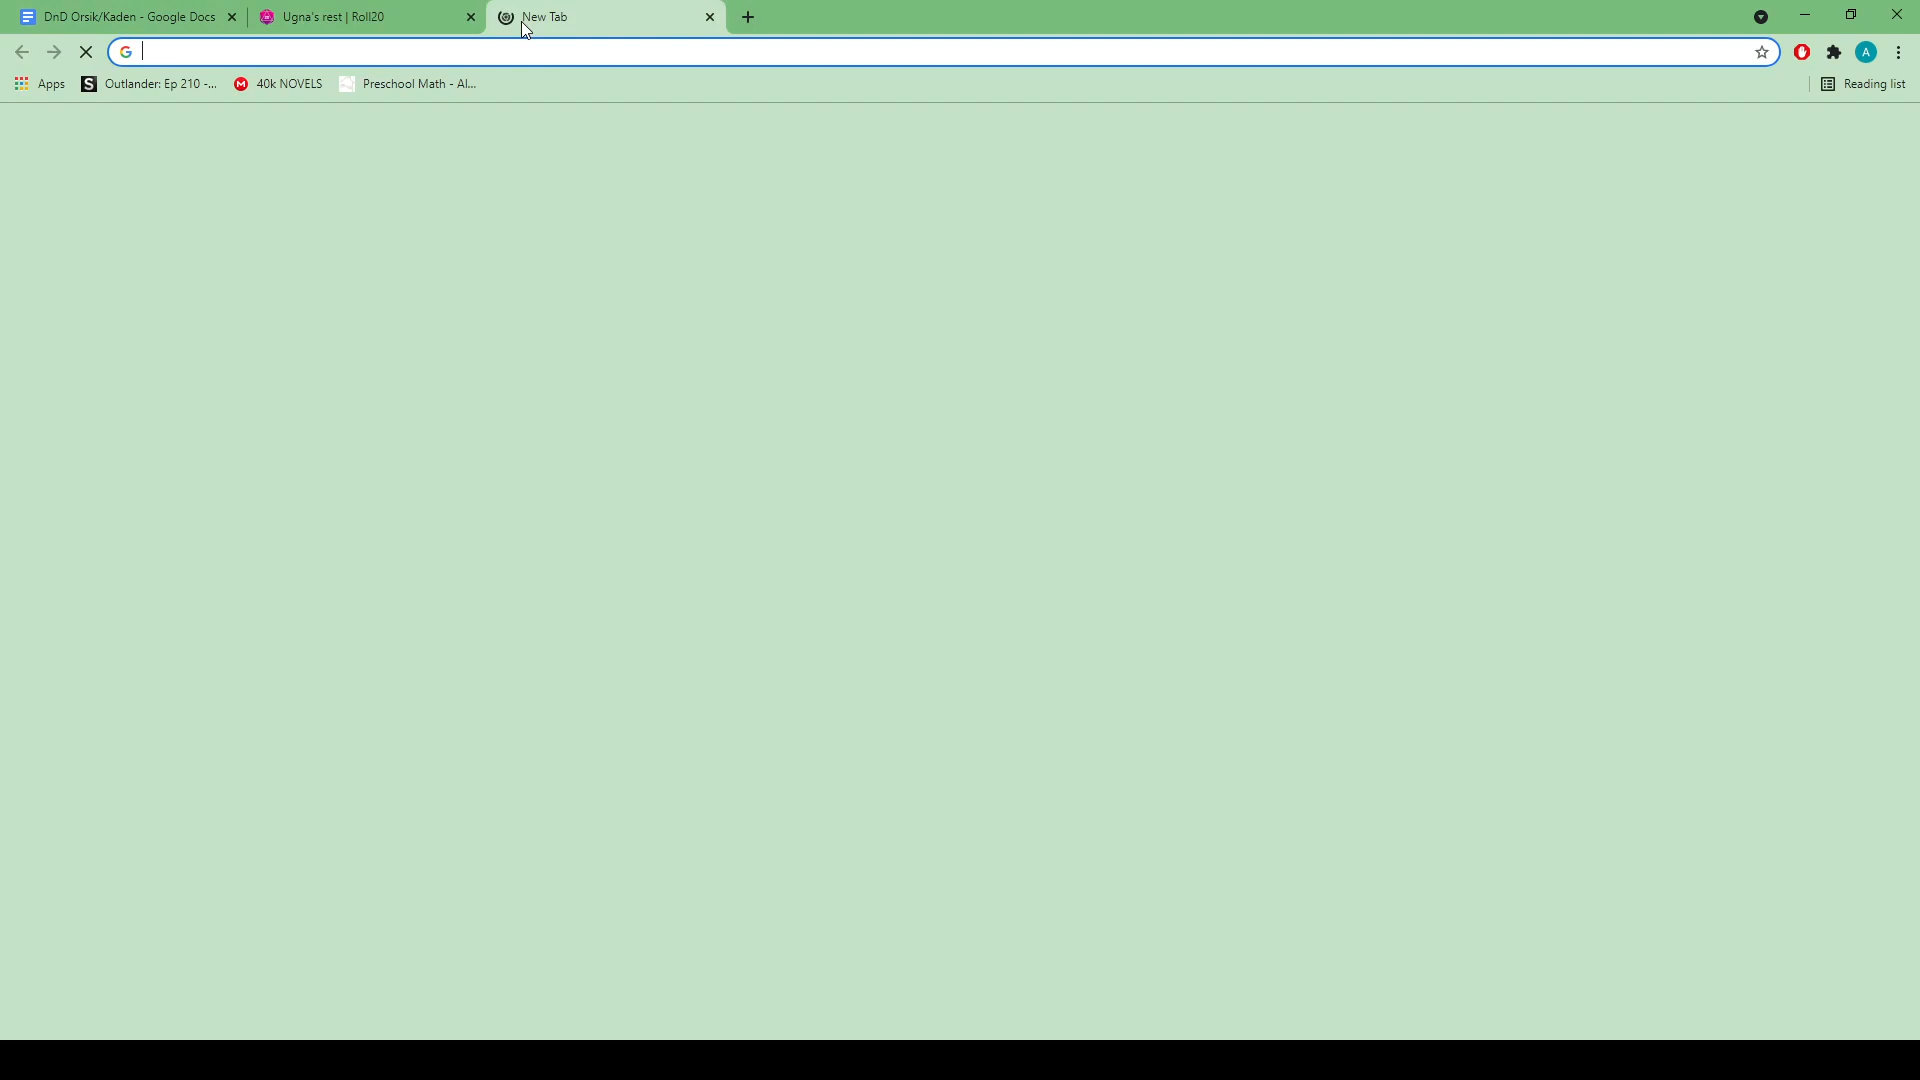 DnD Orsik/Kaden - Google Docs
Ugna's rest | Roll20
New Tab
A
Apps
Outlander: Ep 210 -...
40k NOVELS
Preschool Math - Al...
Reading list